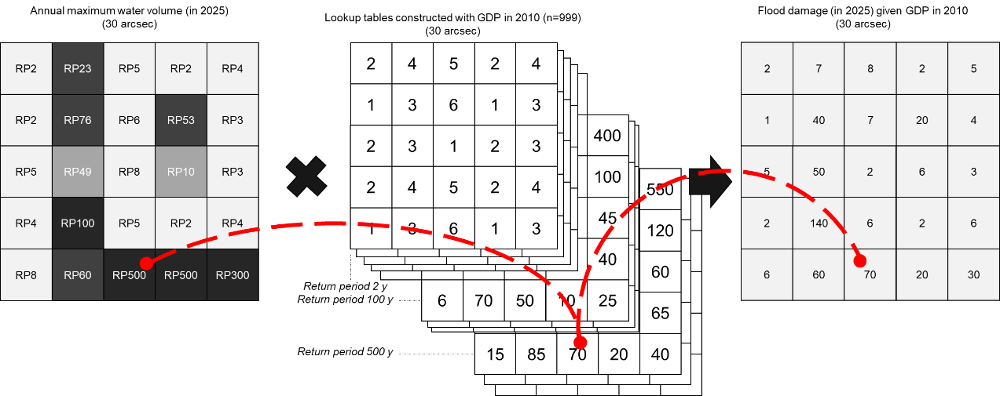 Annual maximum water volume (in 2025)
(30 arcsec)
Lookup tables constructed with GDP in 2010 (n=999)
(30 arcsec)
Flood damage (in 2025) given GDP in 2010
(30 arcsec)
RP2 RP23 RP5 RP2 RP4
RP2 RP76 RP6 RP53 RP3
RP5 RP49 RP8 RP10 RP3
RP4 RP100 RP5 RP2 RP4
RP8 RP60 RP500 RP500 RP300
2 4 5 2 4
1 3 6 1 3
2 3 1 2 3
2 4 5 2 4
1 3 6 1 3
Return period 2 y
400
100
45
40
Return period 100 y
6 70 50 10 25
550
120
60
65
Return period 500 y
15 85 70 20 40
2 7 8 2 5
1 40 7 20 4
5 50 2 6 3
2 140 6 2 6
6 60 70 20 30